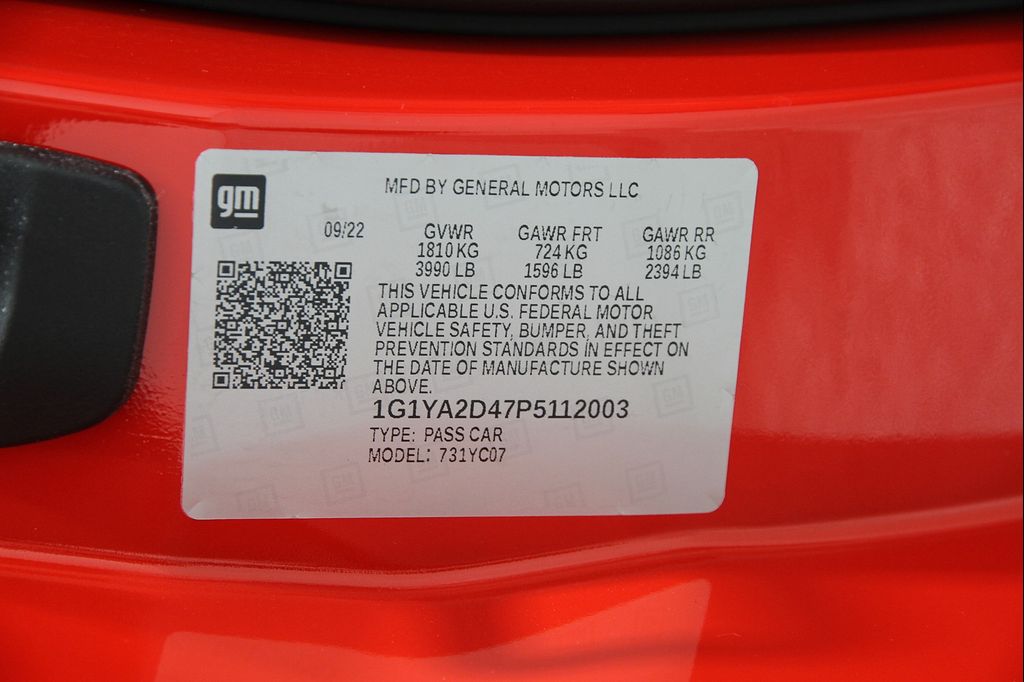 gm
MFD BY GENERAL MOTORS LLC
09/22 GVWR GAWR FRT GAWR RR
1810 KG 724 KG 1086 KG
3990 LB 1596 LB 2394 LB
THIS VEHICLE CONFORMS TO ALL
APPLICABLE U.S. FEDERAL MOTOR
VEHICLE SAFETY, BUMPER, AND THEFT
PREVENTION STANDARDS IN EFFECT ON
THE DATE OF MANUFACTURE SHOWN
ABOVE.
1G1YA2D47P5112003
TYPE: PASS CAR
MODEL: 731YC07